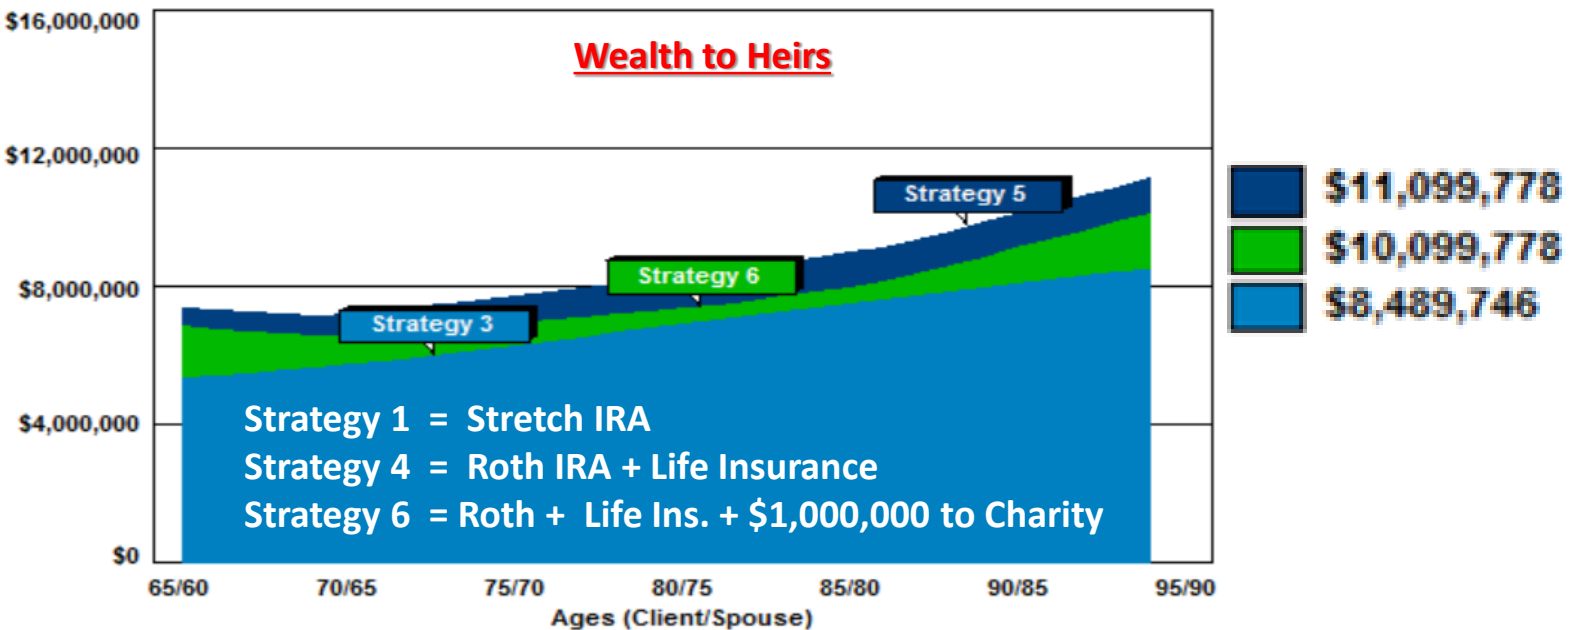 Wealth to Heirs
$16,000,000
$12,000,000
$8,000,000
$4,000,000
$0
Strategy 5
Strategy 6
Strategy 3
$11,099,778
$10,099,778
$8,489,746
Strategy 1 = Stretch IRA
Strategy 4 = Roth IRA + Life Insurance
Strategy 6 = Roth + Life Ins. + $1,000,000 to Charity
65/60 70/65 75/70 80/75 85/80 90/85 95/90
Ages (Client/Spouse)